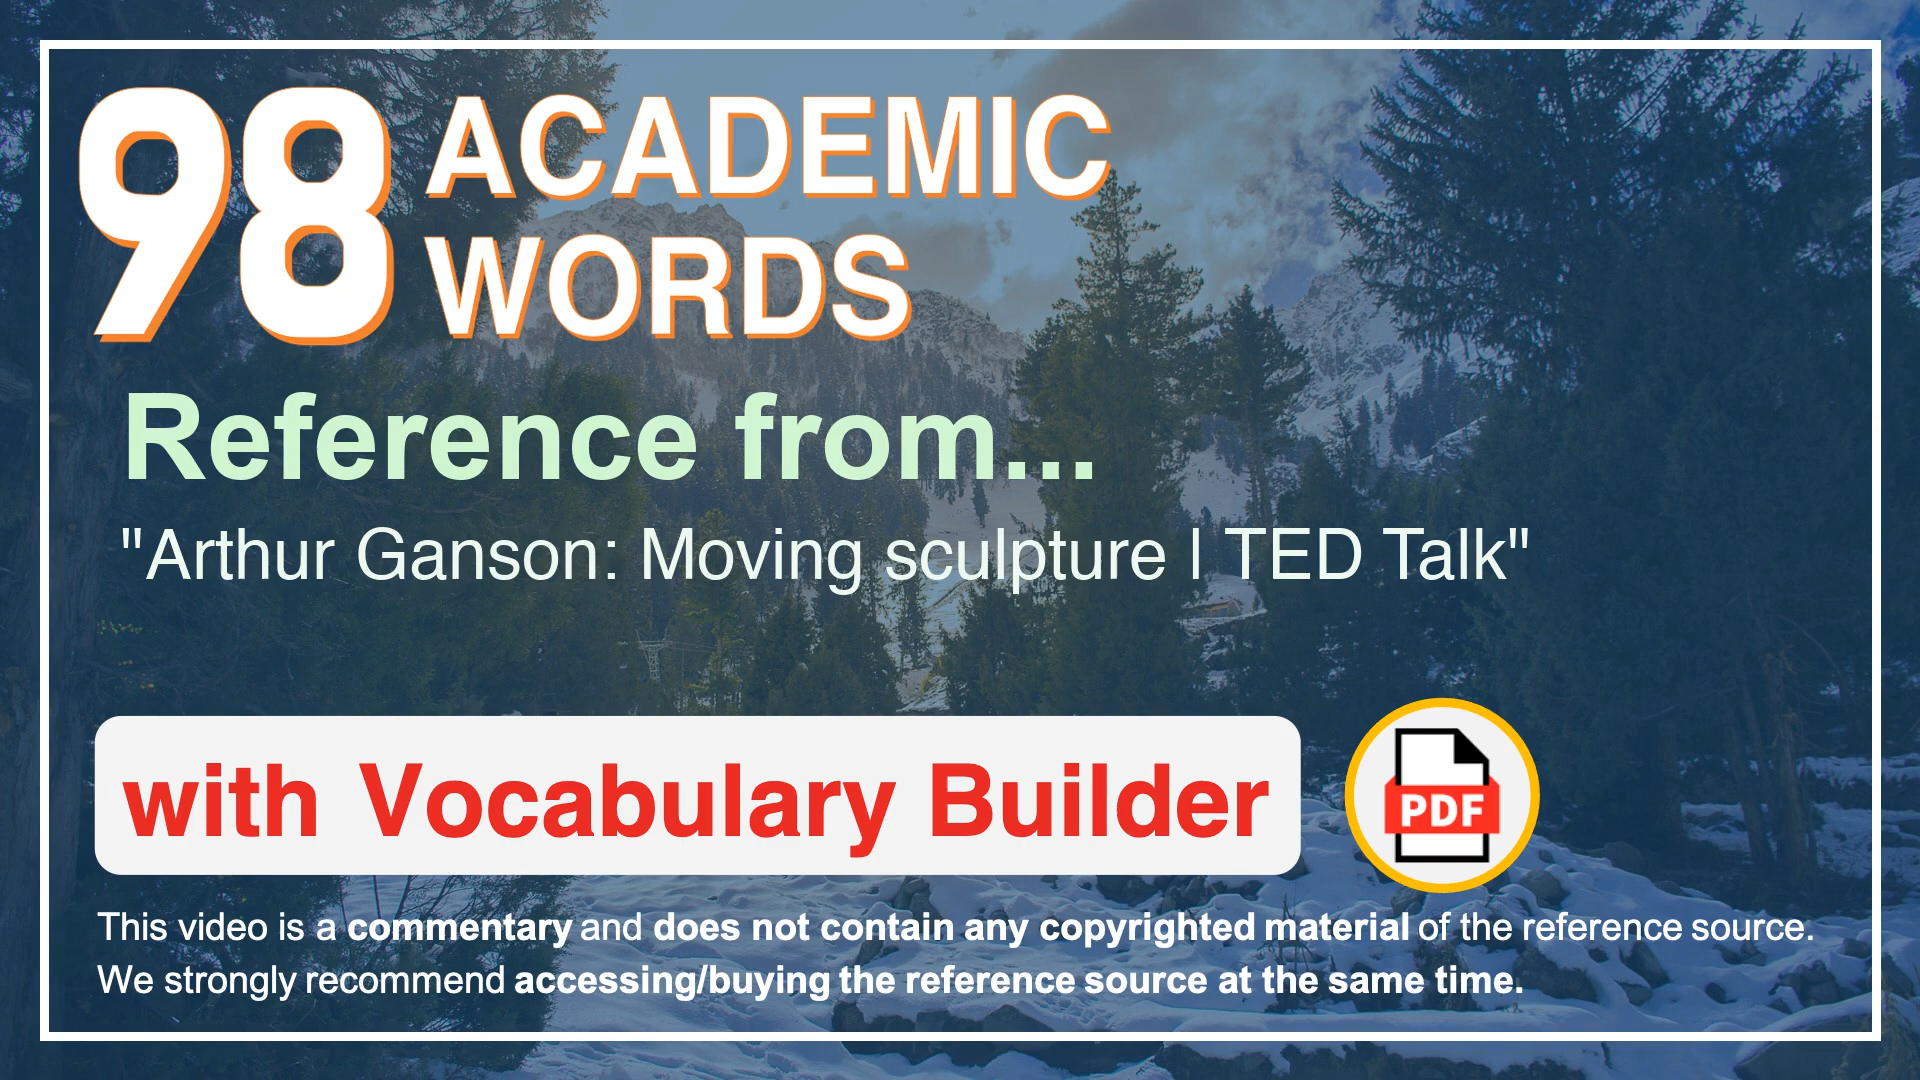 98 ACADEMIC
WORDS
Reference from...
"Arthur Ganson: Moving sculpture | TED Talk"
with Vocabulary Builder
PDF
This video is a commentary and does not contain any copyrighted material of the reference source.
We strongly recommend accessing/buying the reference source at the same time.